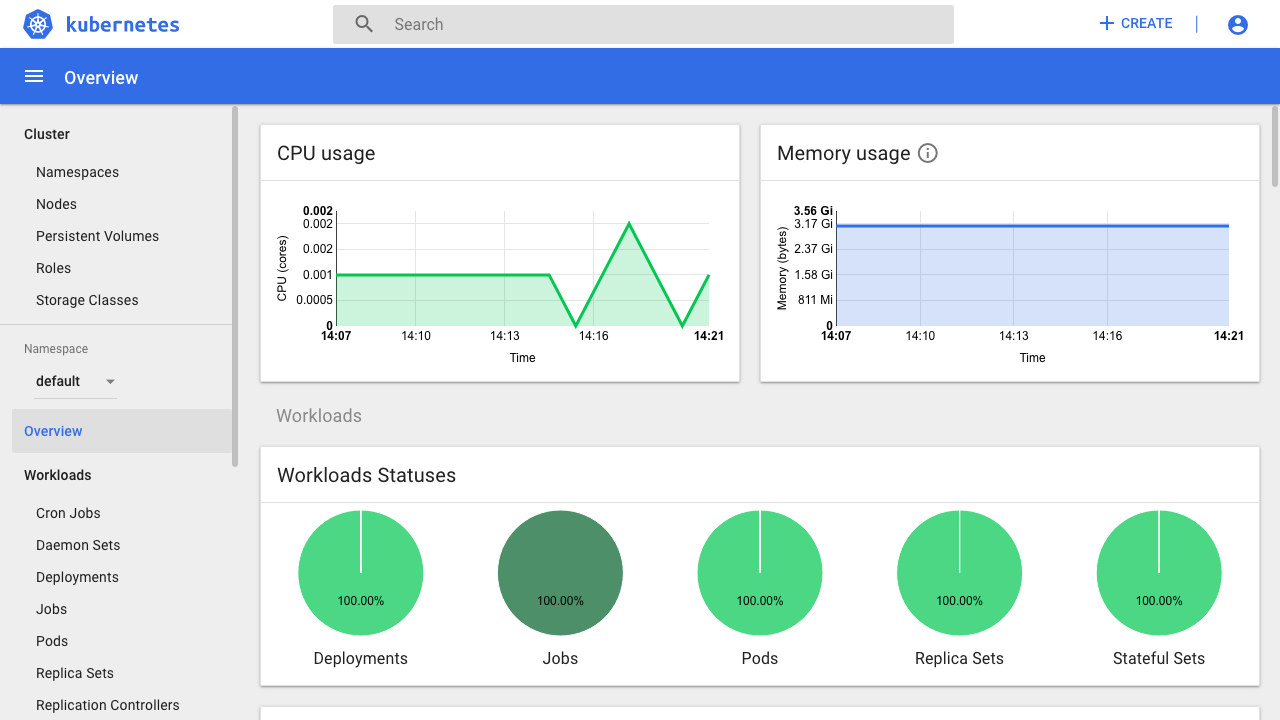 kubernetes
Search
CREATE
Overview
Cluster
Namespaces
Nodes
Persistent Volumes
Roles
Storage Classes
Namespace
default
Overview
Workloads
Cron Jobs
Daemon Sets
Deployments
Jobs
Pods
Replica Sets
Replication Controllers
CPU usage
CPU (cores)
0.002
0.002
0.002
0.001
0.0005
0
14:07 14:10 14:13 14:16 14:21
Time
Memory usage
Memory (bytes)
3.56 Gi
3.17 Gi
2.37 Gi
1.58 Gi
811 Mi
0
14:07 14:10 14:13 14:16 14:21
Time
Workloads
Workloads Statuses
100.00% 100.00% 100.00% 100.00% 100.00%
Deployments Jobs Pods Replica Sets Stateful Sets